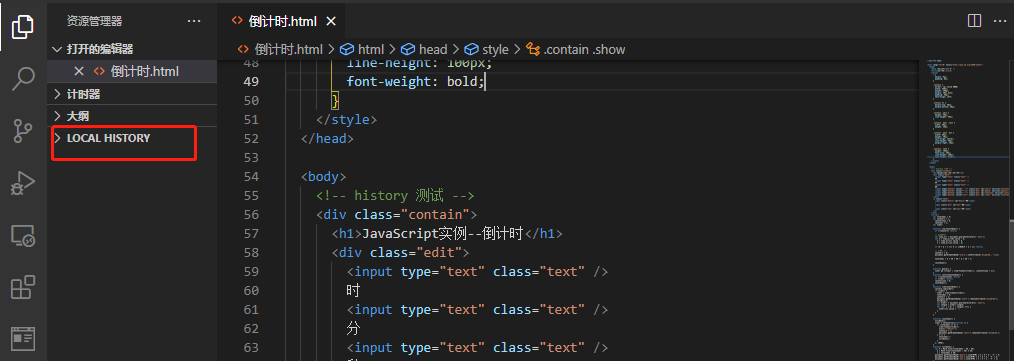 资源管理器 ···
打开的编辑器
× <> 倒计时.html
计时器
大纲
LOCAL HISTORY
<> 倒计时.html ×
<> 倒计时.html > html > head > style > .contain .show
48 line-height: 100px;
49 font-weight: bold;
50 }
51 </style>
52 </head>
53
54 <body>
55 <!-- history 测试 -->
56 <div class="contain">
57 <h1>JavaScript实例--倒计时</h1>
58 <div class="edit">
59 <input type="text" class="text" />
60 时
61 <input type="text" class="text" />
62 分
63 <input type="text" class="text" />